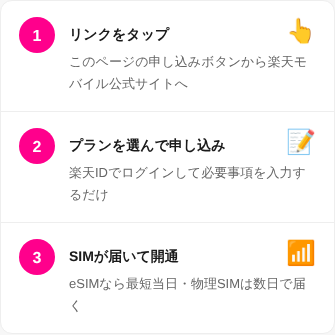 1
リンクをタップ
このページの申し込みボタンから楽天モ
バイル公式サイトへ
2
プランを選んで申し込み
楽天IDでログインして必要事項を入力す
るだけ
3
SIMが届いて開通
eSIMなら最短当日・物理SIMは数日で届
く